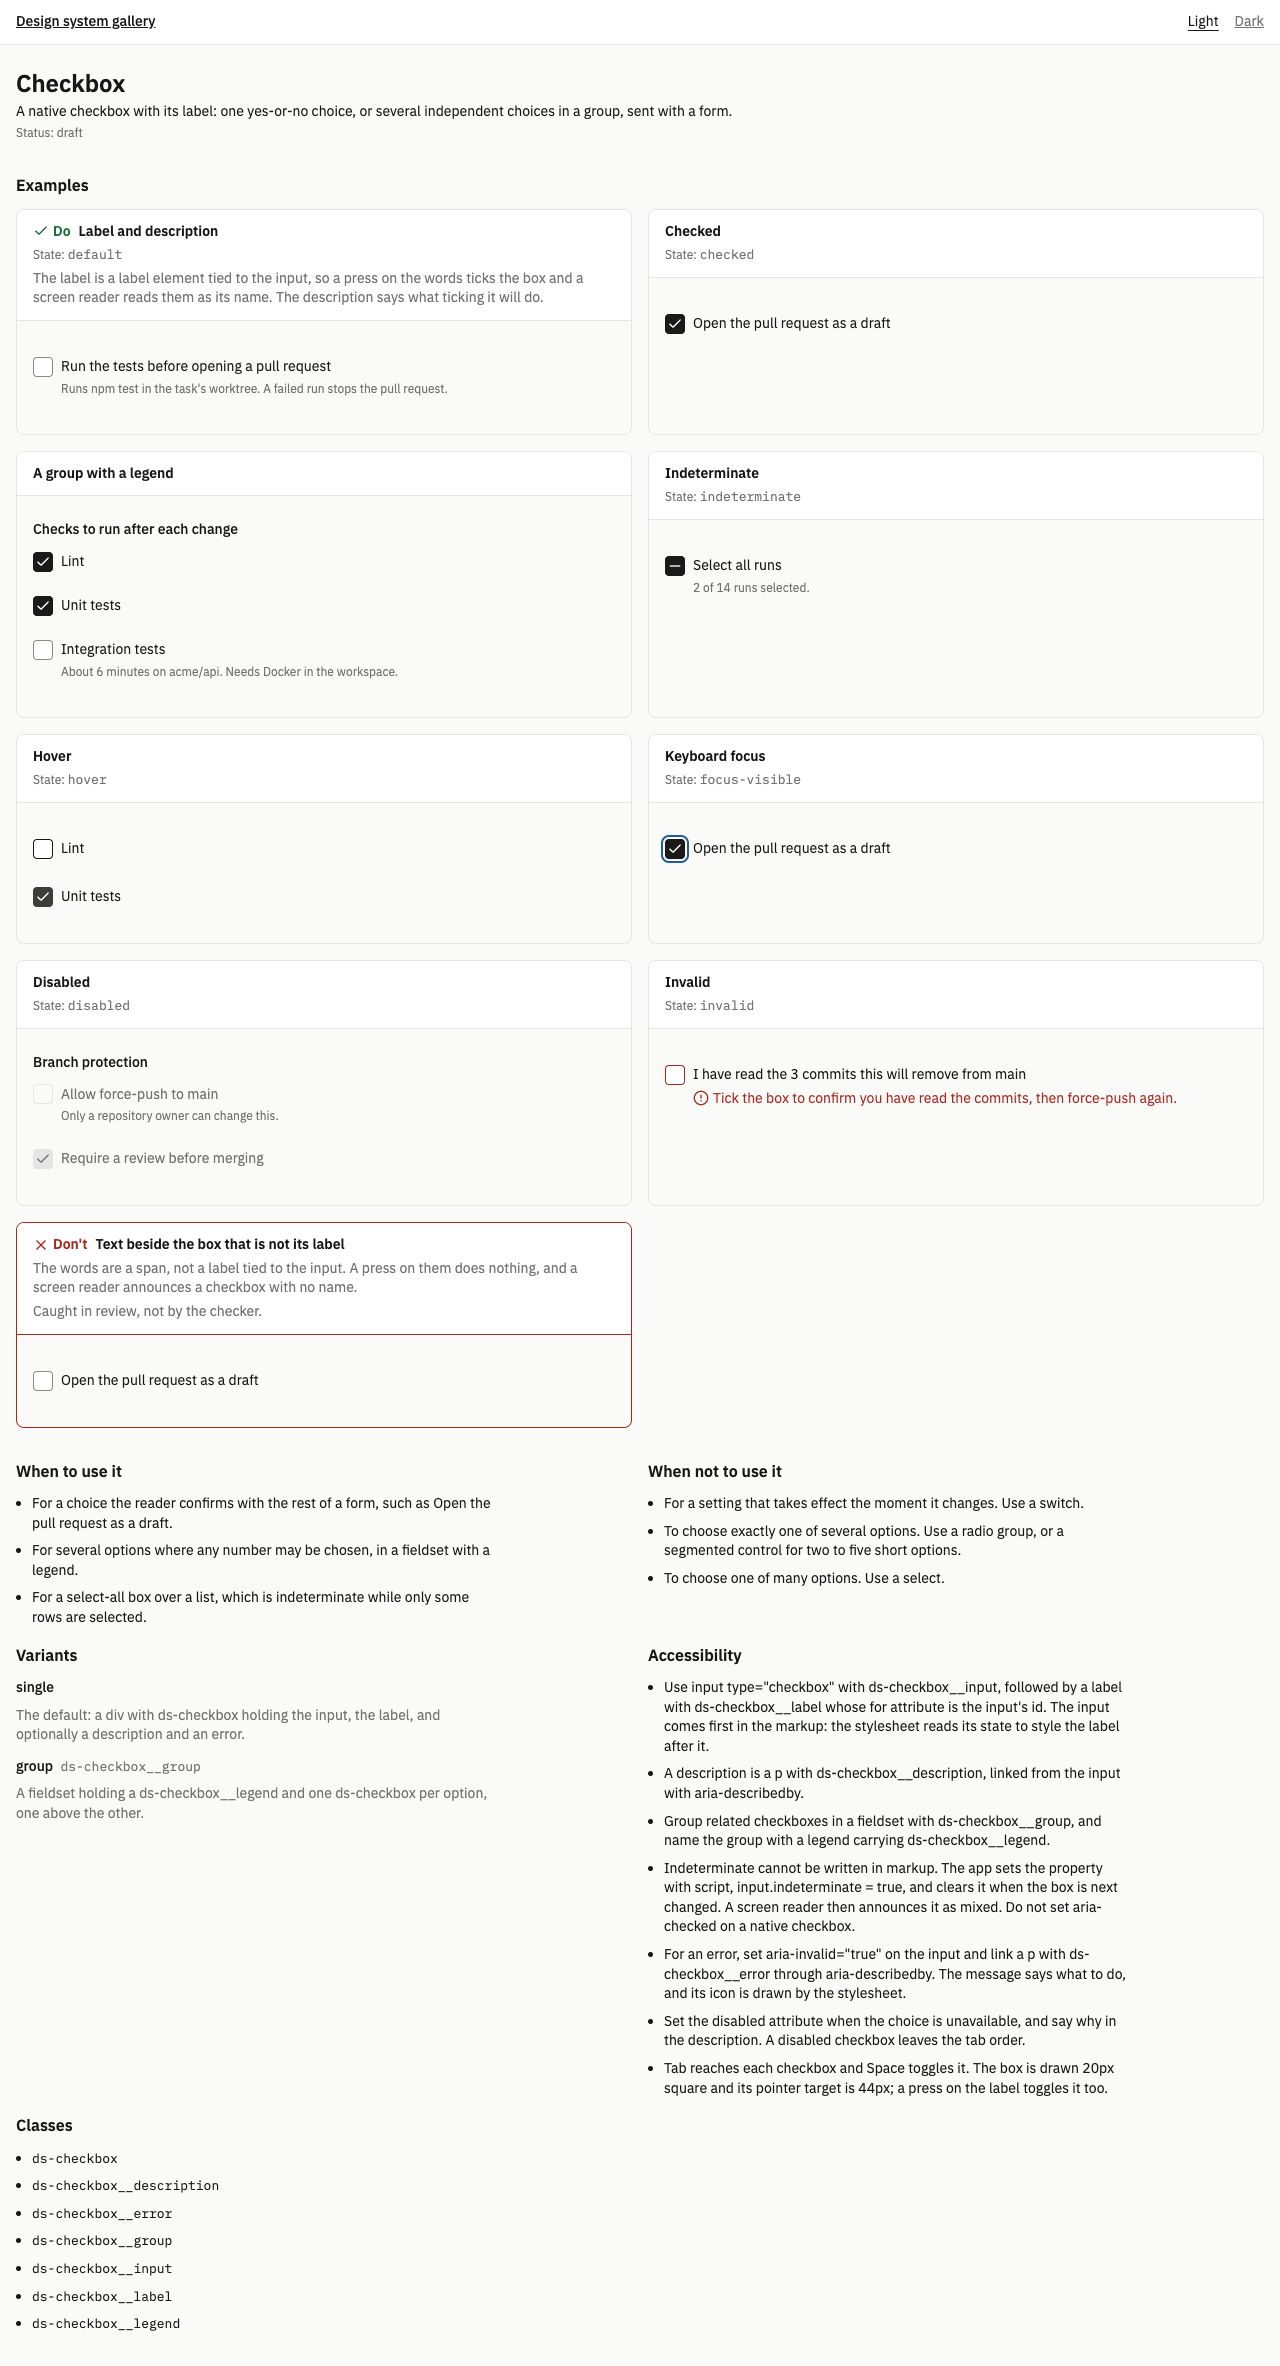 Design system gallery
Light Dark
Checkbox
A native checkbox with its label: one yes-or-no choice, or several independent choices in a group, sent with a form.
Status: draft
Examples
Do Label and description
State: default
The label is a label element tied to the input, so a press on the words ticks the box and a
screen reader reads them as its name. The description says what ticking it will do.
Run the tests before opening a pull request
Runs npm test in the task's worktree. A failed run stops the pull request.
Checked
State: checked
Open the pull request as a draft
A group with a legend
Checks to run after each change
Lint
Unit tests
Integration tests
About 6 minutes on acme/api. Needs Docker in the workspace.
Indeterminate
State: indeterminate
Select all runs
2 of 14 runs selected.
Hover
State: hover
Lint
Unit tests
Keyboard focus
State: focus-visible
Open the pull request as a draft
Disabled
State: disabled
Branch protection
Allow force-push to main
Only a repository owner can change this.
Require a review before merging
Invalid
State: invalid
I have read the 3 commits this will remove from main
Tick the box to confirm you have read the commits, then force-push again.
Don't Text beside the box that is not its label
The words are a span, not a label tied to the input. A press on them does nothing, and a
screen reader announces a checkbox with no name.
Caught in review, not by the checker.
Open the pull request as a draft
When to use it
For a choice the reader confirms with the rest of a form, such as Open the
pull request as a draft.
For several options where any number may be chosen, in a fieldset with a
legend.
For a select-all box over a list, which is indeterminate while only some
rows are selected.
When not to use it
For a setting that takes effect the moment it changes. Use a switch.
To choose exactly one of several options. Use a radio group, or a
segmented control for two to five short options.
To choose one of many options. Use a select.
Variants
single
The default: a div with ds-checkbox holding the input, the label, and
optionally a description and an error.
group ds-checkbox__group
A fieldset holding a ds-checkbox__legend and one ds-checkbox per option,
one above the other.
Accessibility
Use input type="checkbox" with ds-checkbox__input, followed by a label
with ds-checkbox__label whose for attribute is the input's id. The input
comes first in the markup: the stylesheet reads its state to style the label
after it.
A description is a p with ds-checkbox__description, linked from the input
with aria-describedby.
Group related checkboxes in a fieldset with ds-checkbox__group, and
name the group with a legend carrying ds-checkbox__legend.
Indeterminate cannot be written in markup. The app sets the property
with script, input.indeterminate = true, and clears it when the box is next
changed. A screen reader then announces it as mixed. Do not set aria-
checked on a native checkbox.
For an error, set aria-invalid="true" on the input and link a p with ds-
checkbox__error through aria-describedby. The message says what to do,
and its icon is drawn by the stylesheet.
Set the disabled attribute when the choice is unavailable, and say why in
the description. A disabled checkbox leaves the tab order.
Tab reaches each checkbox and Space toggles it. The box is drawn 20px
square and its pointer target is 44px; a press on the label toggles it too.
Classes
ds-checkbox
ds-checkbox__description
ds-checkbox__error
ds-checkbox__group
ds-checkbox__input
ds-checkbox__label
ds-checkbox__legend